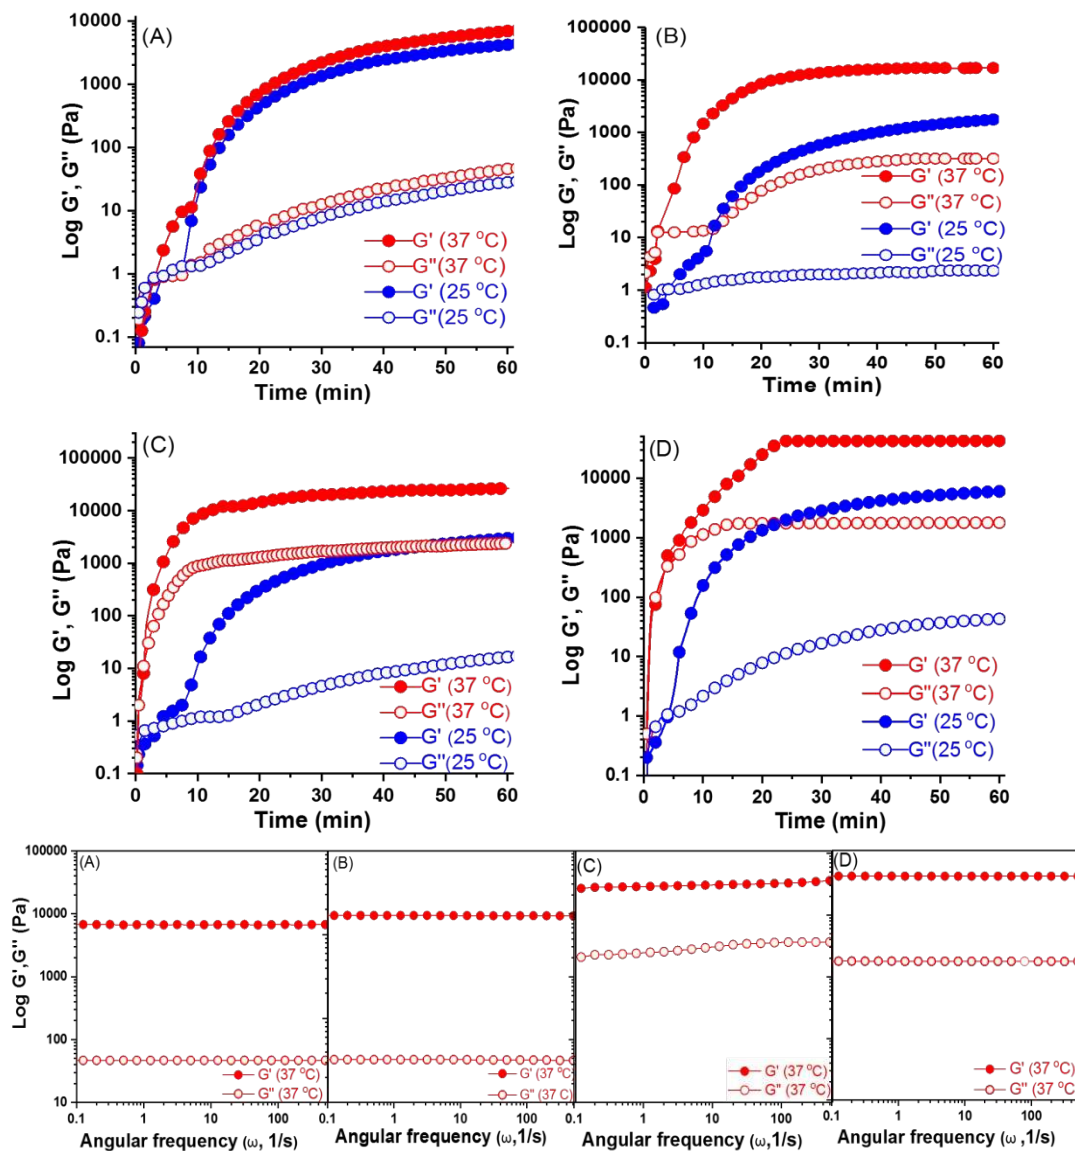 (A)
10000
1000
100
10
1
0.1
Log G', G'' (Pa)
G' (37 °C)
G''(37 °C)
G' (25 °C)
G''(25 °C)
0 10 20 30 40 50 60
Time (min)
(B)
100000
10000
1000
100
10
1
0.1
Log G', G'' (Pa)
G' (37 °C)
G''(37 °C)
G' (25 °C)
G''(25 °C)
0 10 20 30 40 50 60
Time (min)
(C)
100000
10000
1000
100
10
1
0.1
Log G', G'' (Pa)
G' (37 °C)
G''(37 °C)
G' (25 °C)
G''(25 °C)
0 10 20 30 40 50 60
Time (min)
(D)
10000
1000
100
10
1
0.1
Log G', G'' (Pa)
G' (37 °C)
G''(37 °C)
G' (25 °C)
G''(25 °C)
0 10 20 30 40 50 60
Time (min)
100000
10000
1000
100
10
Log G',G'' (Pa)
(A)
G' (37 °C)
G'' (37 °C)
0.1 1 10 100
Angular frequency (ω, 1/s)
(B)
G' (37 °C)
G'' (37 C)
0.1 1 10 100
Angular frequency (ω,1/s)
(C)
G' (37 °C)
G'' (37 °C)
0.1 1 10 100
Angular frequency (ω,1/s)
(D)
G' (37 °C)
G'' (37 °C)
0.1 1 10 100
Angular frequency (ω,1/s)